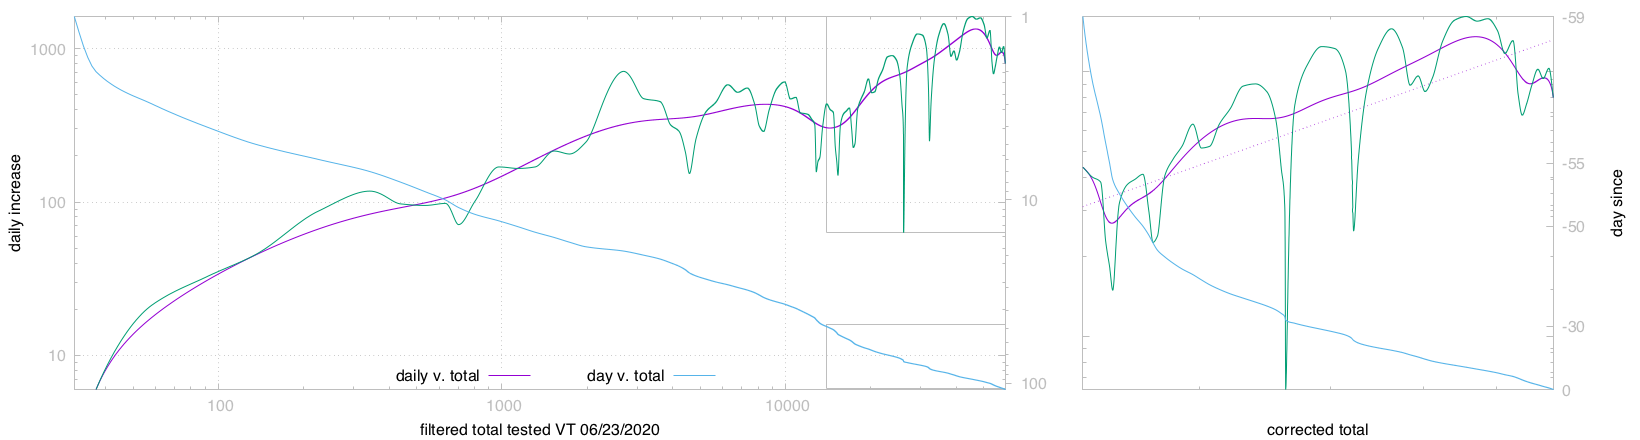 daily increase
1000
100
10
100
1000
10000
filtered total tested VT 06/23/2020
daily v. total
day v. total
1
10
100
-59
-55
-50
-30
0
day since
corrected total